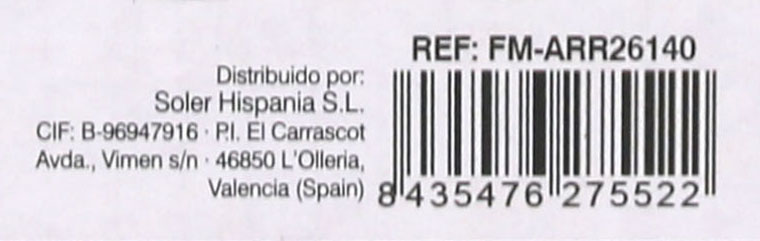 REF: FM-ARR26140
Distribuido por:
Soler Hispania S.L.
CIF: B-96947916 · P.I. El Carrascot
Avda., Vimen s/n · 46850 L'Olleria,
Valencia (Spain)
8 435476 275522